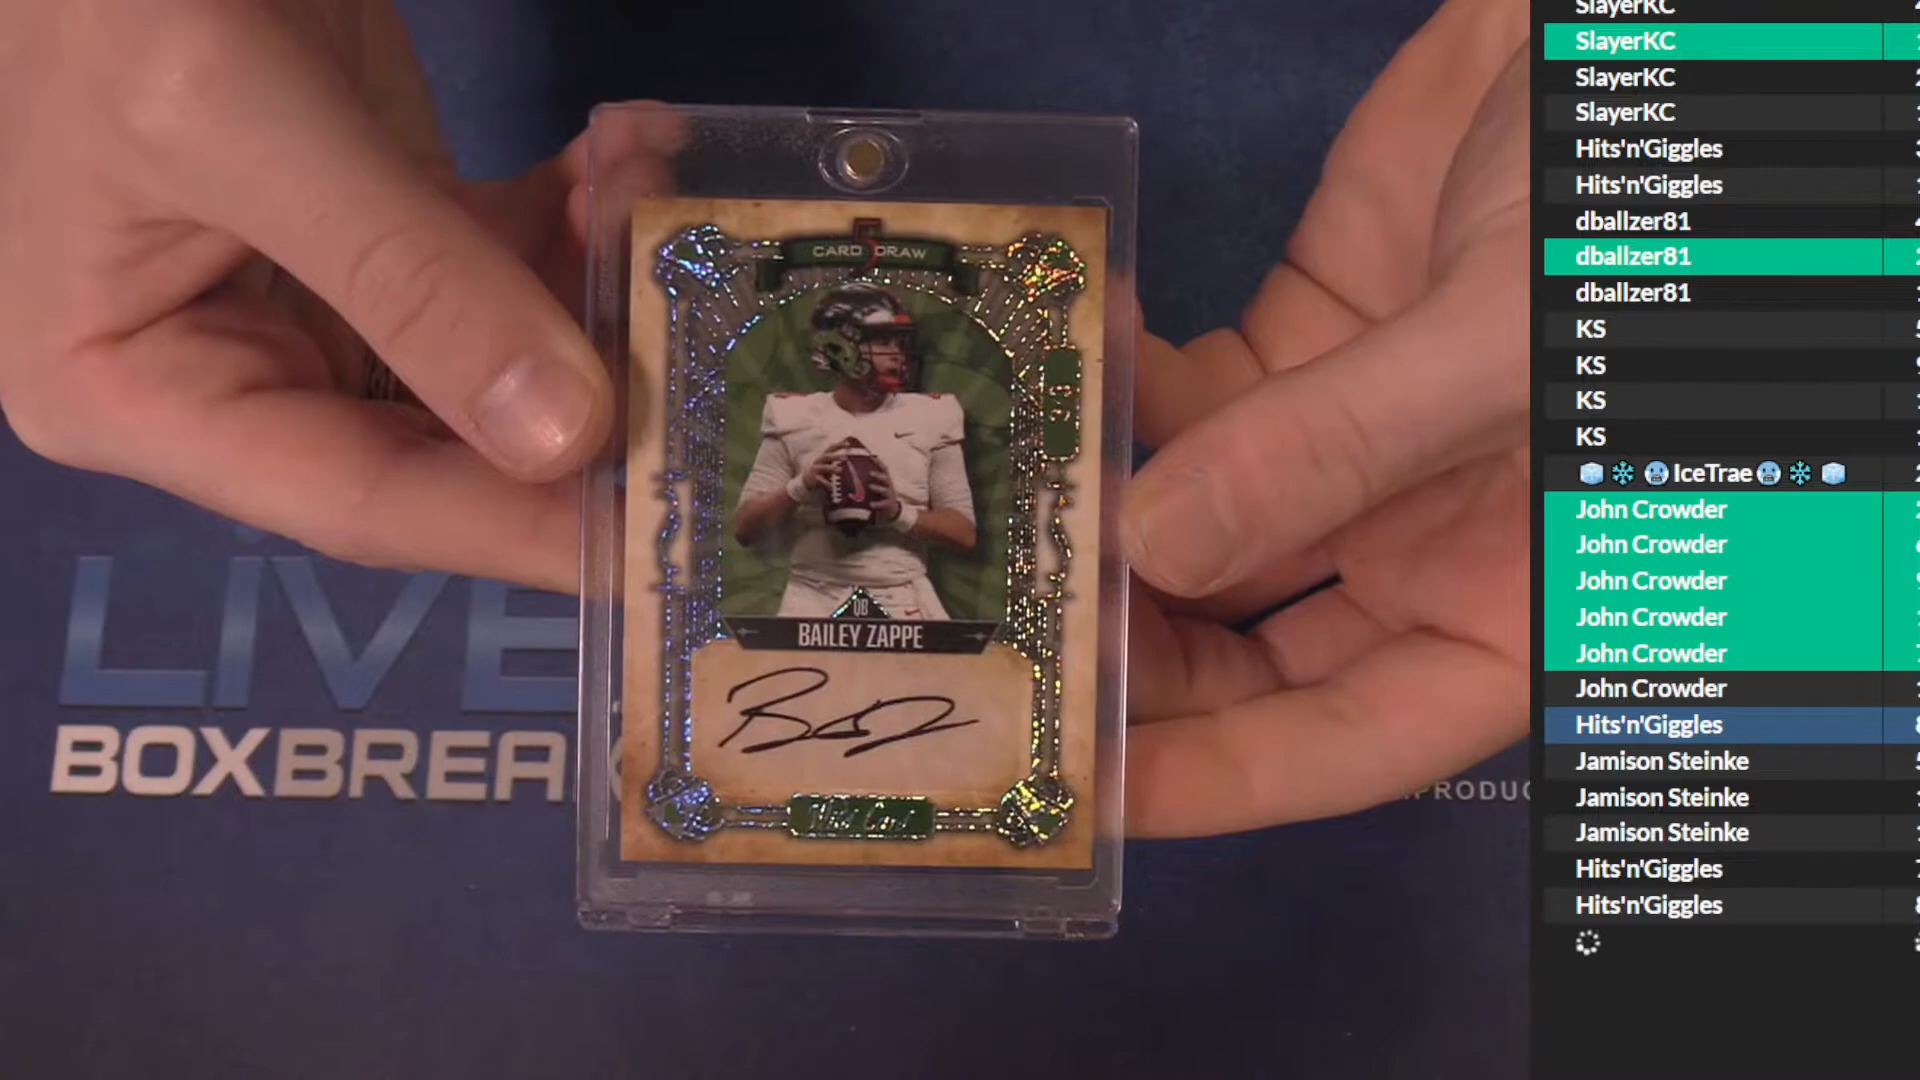 CARD 5 DRAW
QB
BAILEY ZAPPE
LIVE
BOXBREA
PRODUC
SlayerKC
SlayerKC
SlayerKC
SlayerKC
Hits'n'Giggles
Hits'n'Giggles
dballzer81
dballzer81
dballzer81
KS
KS
KS
KS
IceTrae
John Crowder
John Crowder
John Crowder
John Crowder
John Crowder
John Crowder
Hits'n'Giggles
Jamison Steinke
Jamison Steinke
Jamison Steinke
Hits'n'Giggles
Hits'n'Giggles